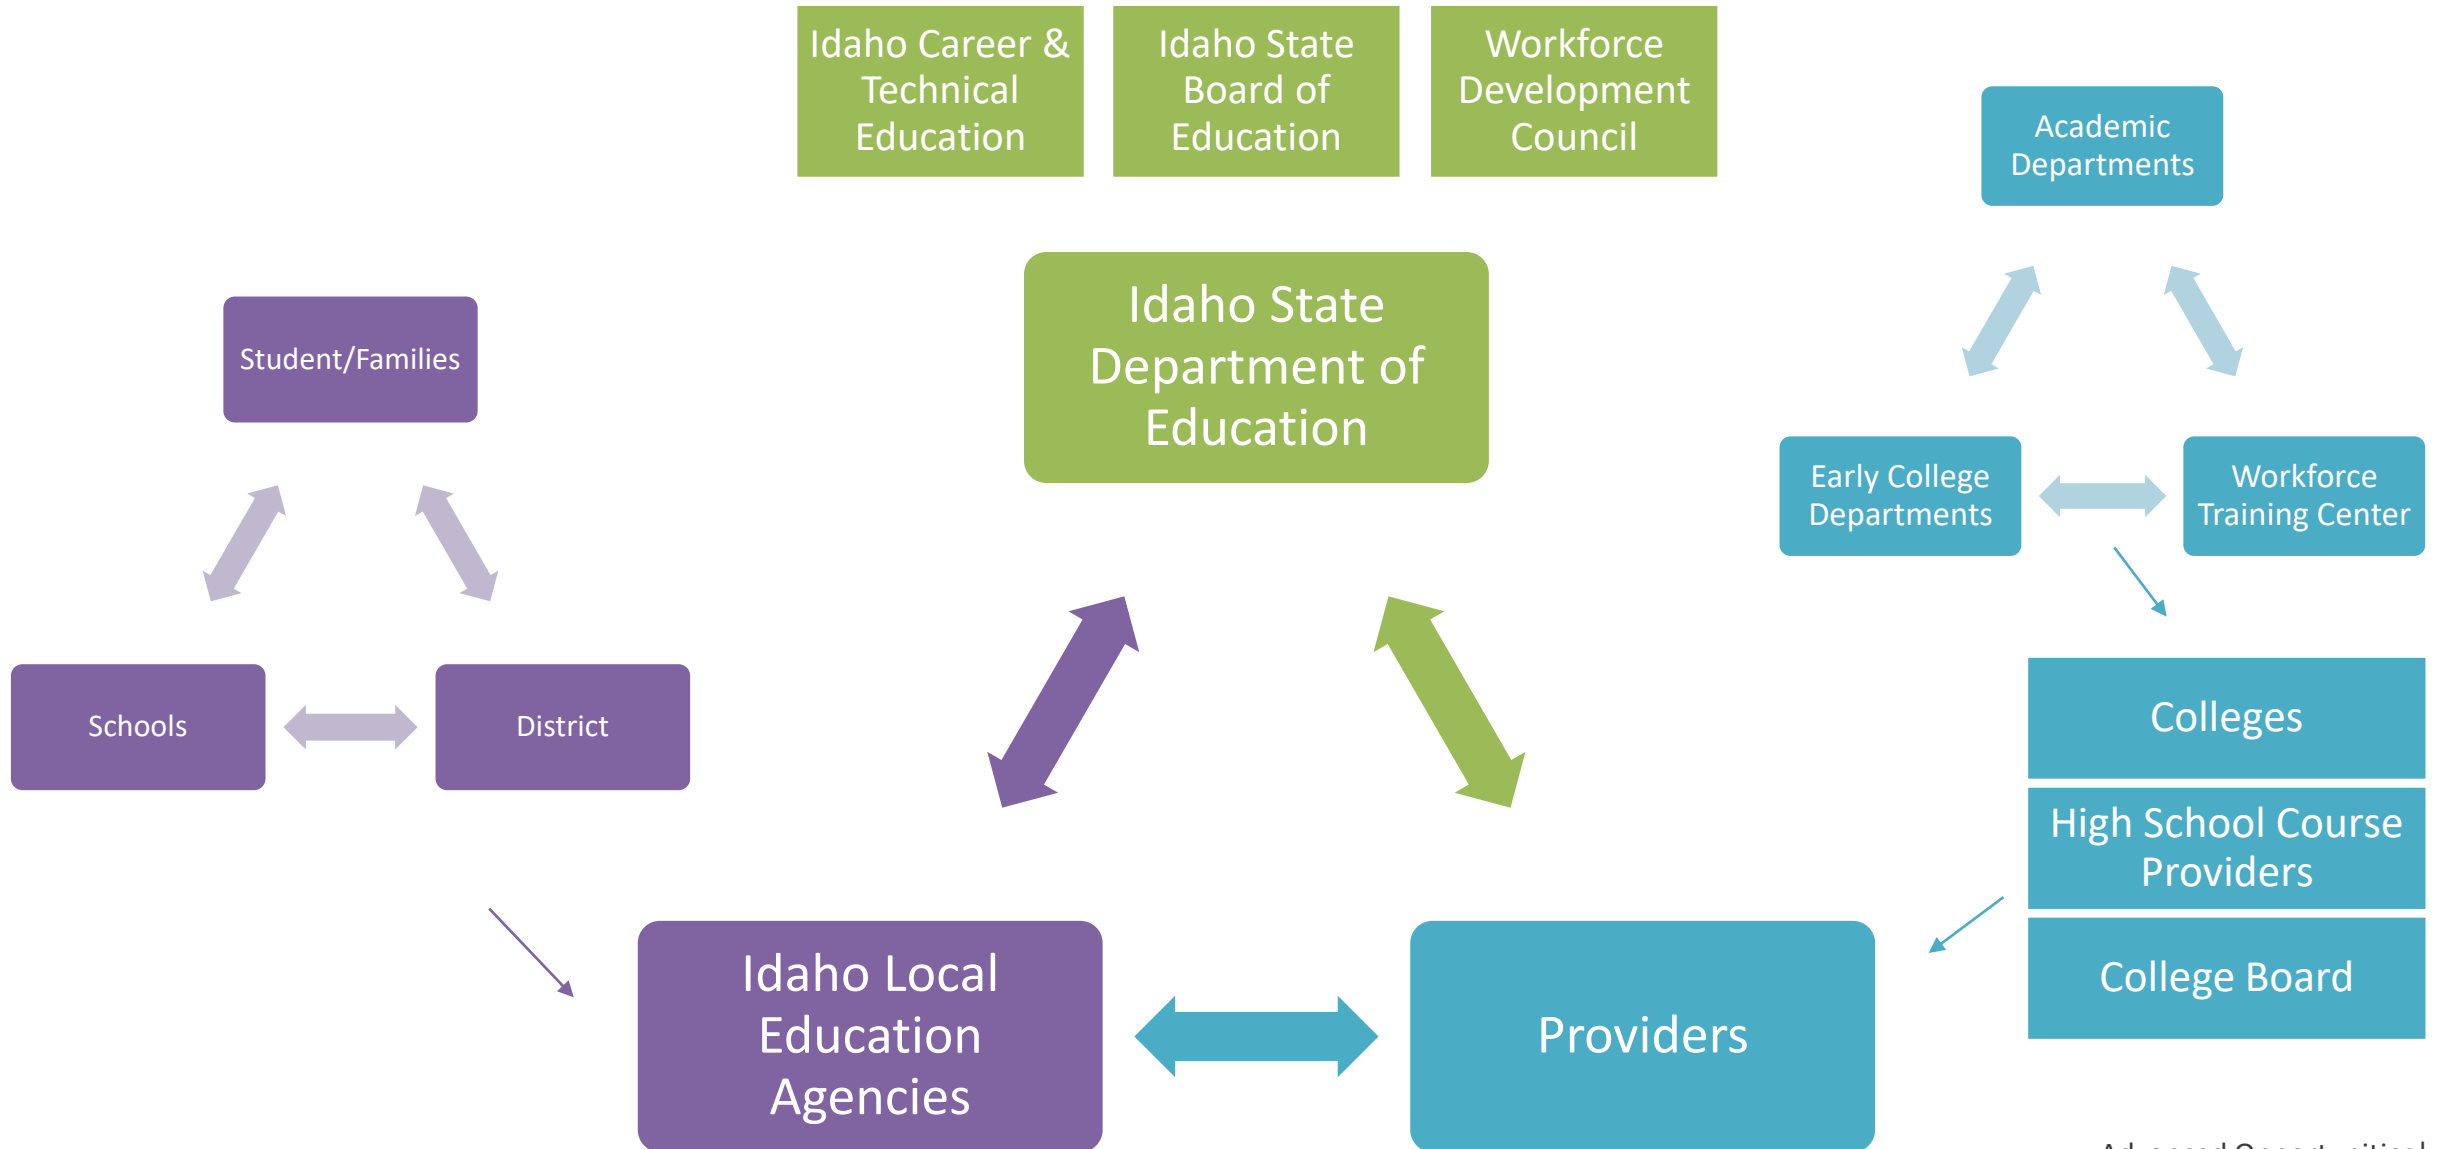 Idaho Career &
Technical
Education
Idaho State
Board of
Education
Workforce
Development
Council
Academic
Departments
Idaho State
Department of
Education
Student/Families
Early College
Departments
Workforce
Training Center
Schools
District
Colleges
High School Course
Providers
College Board
Idaho Local
Education
Agencies
Providers